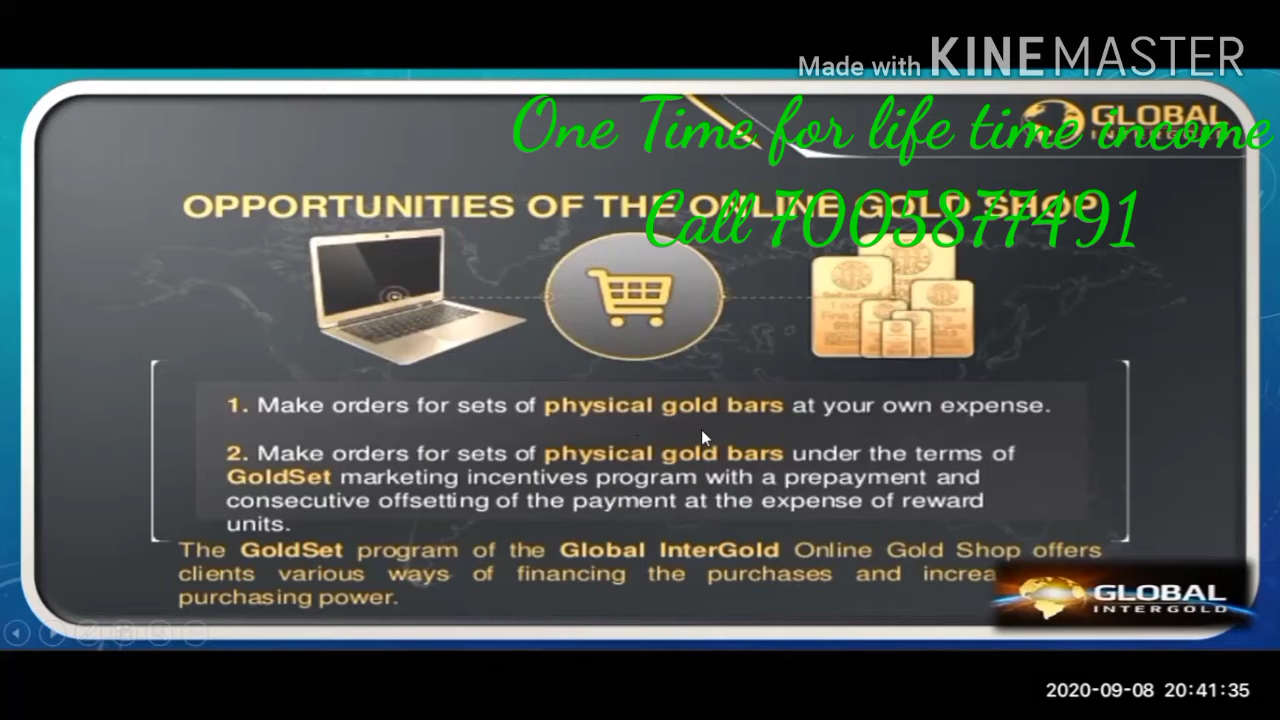 Made with KINEMASTER
GLOBAL
INTERGOLD
One Time for life time income
OPPORTUNITIES OF THE ONLINE GOLD SHOP
Call 7005877491
1. Make orders for sets of physical gold bars at your own expense.
2. Make orders for sets of physical gold bars under the terms of
GoldSet marketing incentives program with a prepayment and
consecutive offsetting of the payment at the expense of reward
units.
The GoldSet program of the Global InterGold Online Gold Shop offers
clients various ways of financing the purchases and
purchasing power.
GLOBAL
INTERGOLD
2020-09-08 20:41:35